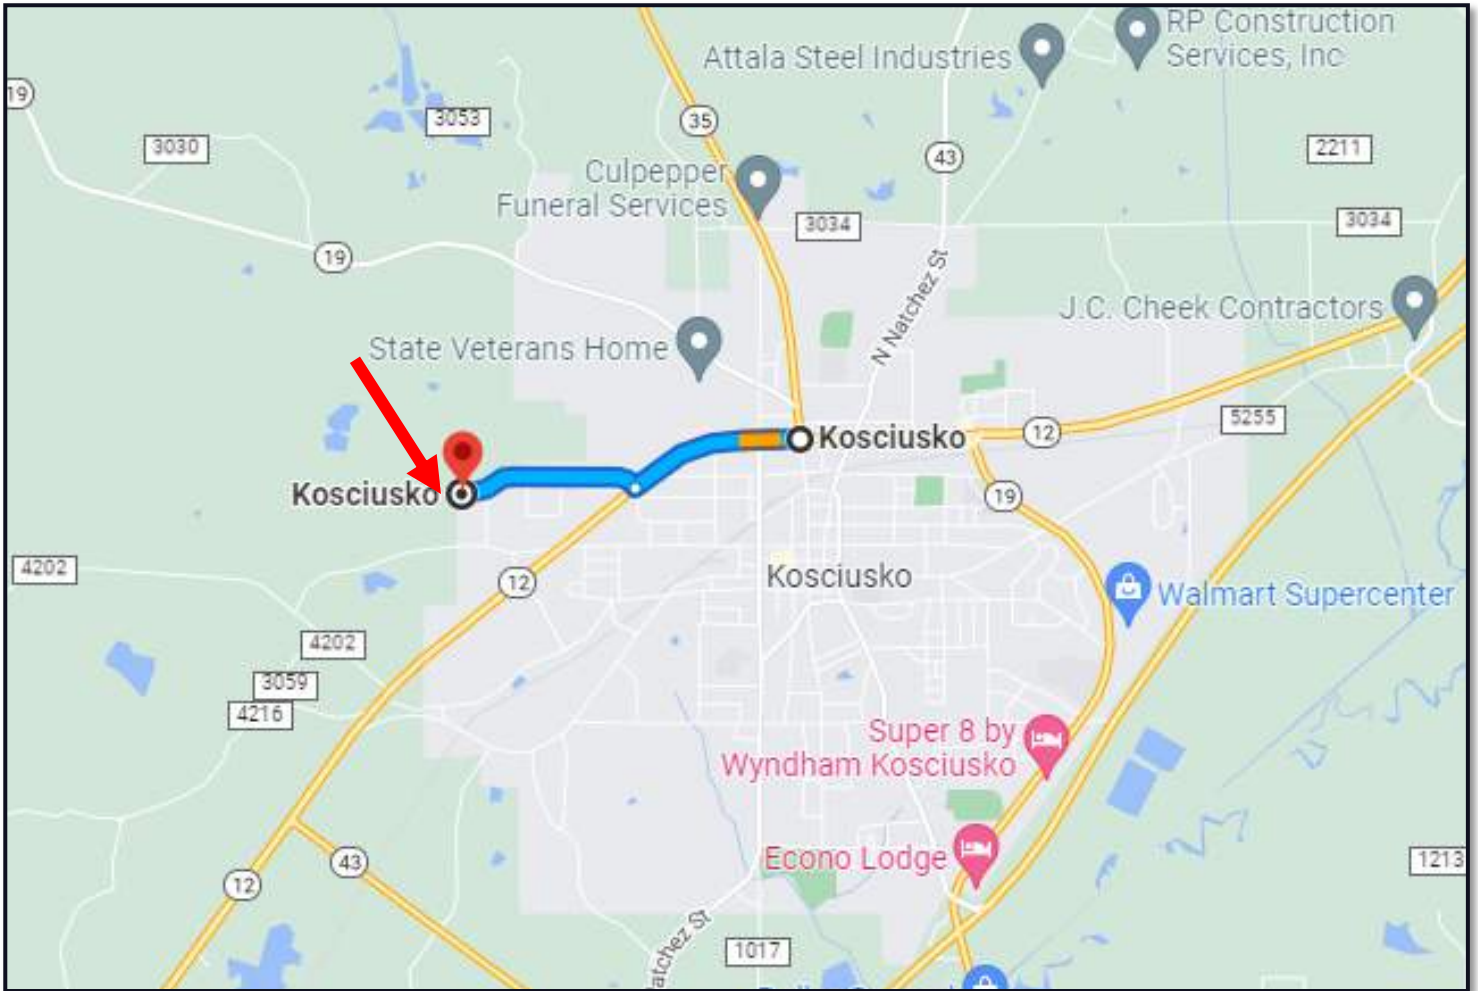 RP Construction
Services, Inc
Attala Steel Industries
19
3053
35
3030
43
2211
Culpepper
Funeral Services
3034
3034
19
N Natchez St
J.C. Cheek Contractors
State Veterans Home
5255
12
Kosciusko
Kosciusko
19
4202
12
Kosciusko
Walmart Supercenter
4202
3059
4216
Super 8 by
Wyndham Kosciusko
43
Econo Lodge
1213
12
atchez St
1017